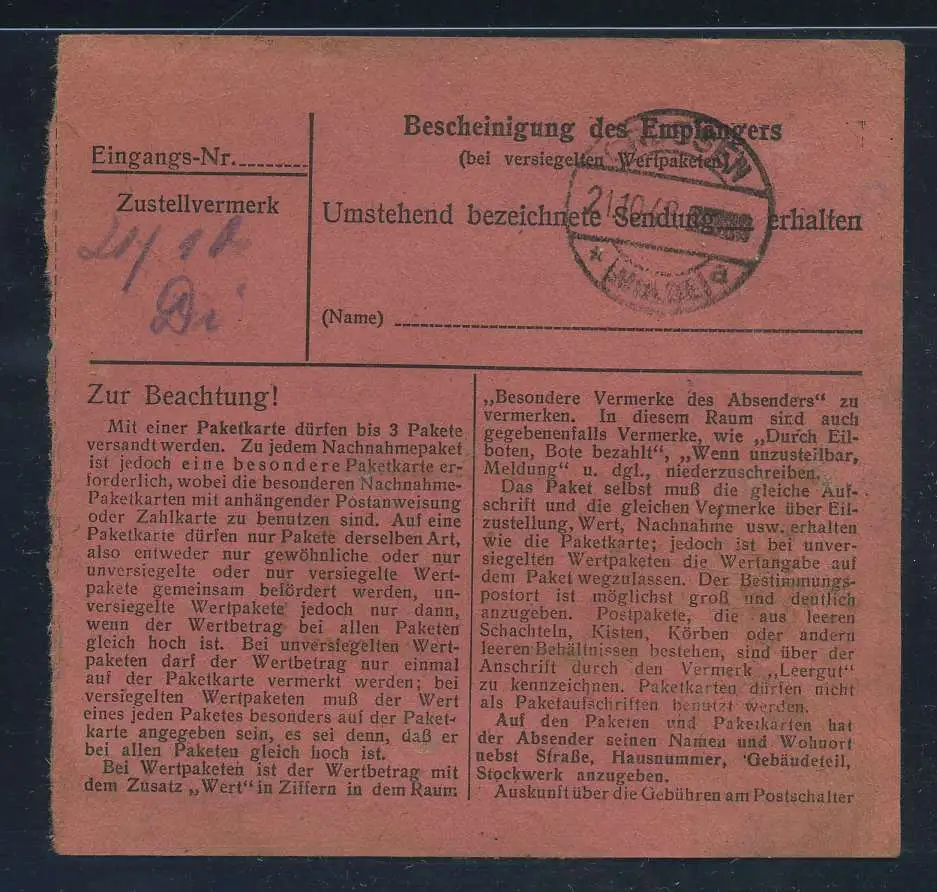 Eingangs-Nr.
Zustellvermerk
21/10
Di
Bescheinigung des Empfängers
(bei versiegelten Wertpaketen)
Umstehend bezeichnete Sendung erhalten
(Name)
21.10.48
Zur Beachtung!
Mit einer Paketkarte dürfen bis 3 Pakete
versandt werden. Zu jedem Nachnahmepaket
ist jedoch eine besondere Paketkarte er-
forderlich, wobei die besonderen Nachnahme-
Paketkarten mit anhängender Postanweisung
oder Zahlkarte zu benutzen sind. Auf eine
Paketkarte dürfen nur Pakete derselben Art,
also entweder nur gewöhnliche oder nur
unversiegelte oder nur versiegelte Wert-
pakete gemeinsam befördert werden, un-
versiegelte Wertpakete jedoch nur dann,
wenn der Wertbetrag bei allen Paketen
gleich hoch ist. Bei unversiegelten Wert-
paketen darf der Wertbetrag nur einmal
auf der Paketkarte vermerkt werden; bei
versiegelten Wertpaketen muß der Wert
eines jeden Paketes besonders auf der Paket-
karte angegeben sein, es sei denn, daß er
bei allen Paketen gleich hoch ist.
Bei Wertpaketen ist der Wertbetrag mit
dem Zusatz „Wert" in Ziffern in dem Raum
„Besondere Vermerke des Absenders" zu
vermerken. In diesem Raum sind auch
gegebenenfalls Vermerke, wie „Durch Eil-
boten, Bote bezahlt", „Wenn unzustellbar,
Meldung" u. dgl., niederzuschreiben.
Das Paket selbst muß die gleiche Auf-
schrift und die gleichen Vermerke über Eil-
zustellung, Wert, Nachnahme usw. erhalten
wie die Paketkarte; jedoch ist bei unver-
siegelten Wertpaketen die Wertangabe auf
dem Paket wegzulassen. Der Bestimmungs-
postort ist möglichst groß und deutlich
anzugeben. Postpakete, die aus leeren
Schachteln, Kisten, Körben oder andern
leeren Behältnissen bestehen, sind über der
Anschrift durch den Vermerk „Leergut"
zu kennzeichnen. Paketkarten dürfen nicht
als Paketaufschriften benutzt werden.
Auf den Paketen und Paketkarten hat
der Absender seinen Namen und Wohnort
nebst Straße, Hausnummer, Gebäudeteil,
Stockwerk anzugeben.
Auskunft über die Gebühren am Postschalter